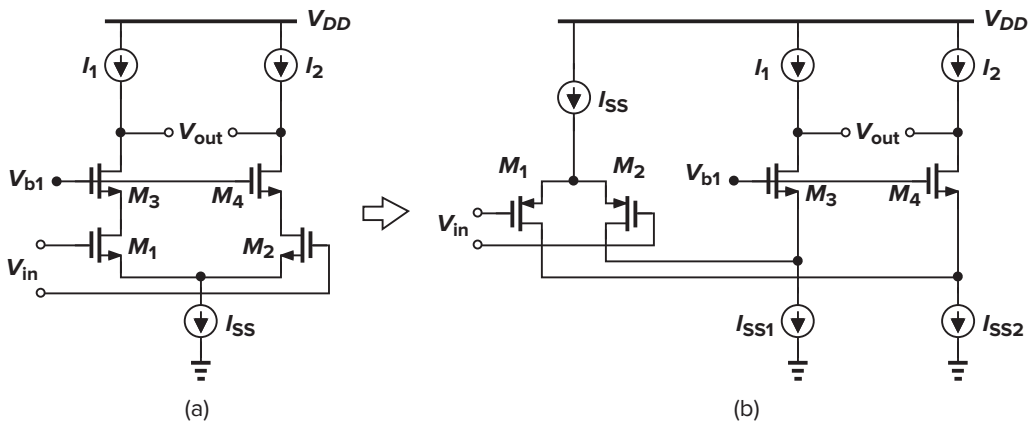 V_DD
I_1
I_2
V_out
V_b1
M_3
M_4
M_1
M_2
V_in
I_SS
(a)
V_DD
I_SS
I_1
I_2
V_out
M_1
M_2
V_b1
M_3
M_4
V_in
I_SS1
I_SS2
(b)